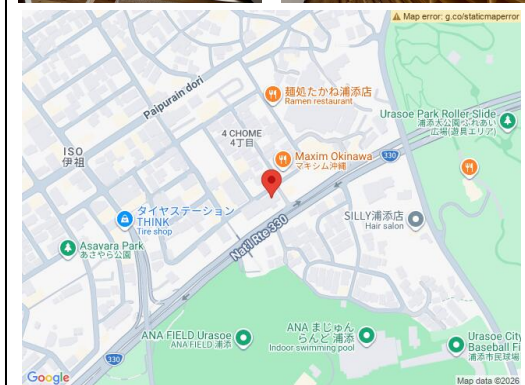 Map error: g.co/staticmaperror
Paipurain dori
麺処たかね浦添店
Ramen restaurant
Urasoe Park Roller Slide
浦添大公園 ふれあい
広場(遊具エリア)
4 CHOME
4丁目
ISO
伊祖
Maxim Okinawa
マキシム沖縄
330
タイヤステーション
THINK
Tire shop
SILLY浦添店
Hair salon
Nat'l Rte 330
Asavara Park
あさやら公園
ANA FIELD Urasoe
ANA FIELD 浦添
ANA まじゅん
らんど 浦添
Indoor swimming pool
Urasoe City
Baseball Fi
浦添市民球場
330
Google
Map data ©2026